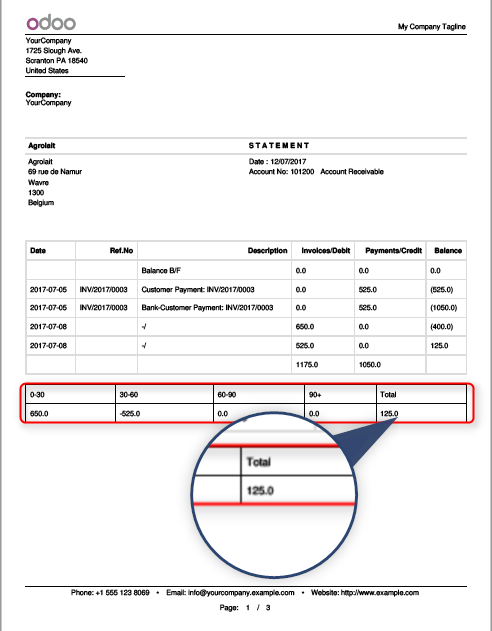 odoo
My Company Tagline
YourCompany
1725 Slough Ave.
Scranton PA 18540
United States
Company:
YourCompany
Agrolait STATEMENT
Agrolait Date : 12/07/2017
69 rue de Namur Account No: 101200 Account Receivable
Wavre
1300
Belgium
Date Ref.No Description Invoices/Debit Payments/Credit Balance
Balance B/F 0.0 0.0 0.0
2017-07-05 INV/2017/0003 Customer Payment: INV/2017/0003 0.0 525.0 (525.0)
2017-07-05 INV/2017/0003 Bank-Customer Payment: INV/2017/0003 0.0 525.0 (1050.0)
2017-07-08 -/ 650.0 0.0 (400.0)
2017-07-08 -/ 525.0 0.0 125.0
1175.0 1050.0
0-30 30-60 60-90 90+ Total
650.0 -525.0 0.0 0.0 125.0
Total
125.0
Phone: +1 555 123 8069 • Email: info@yourcompany.example.com • Website: http://www.example.com
Page: 1 / 3